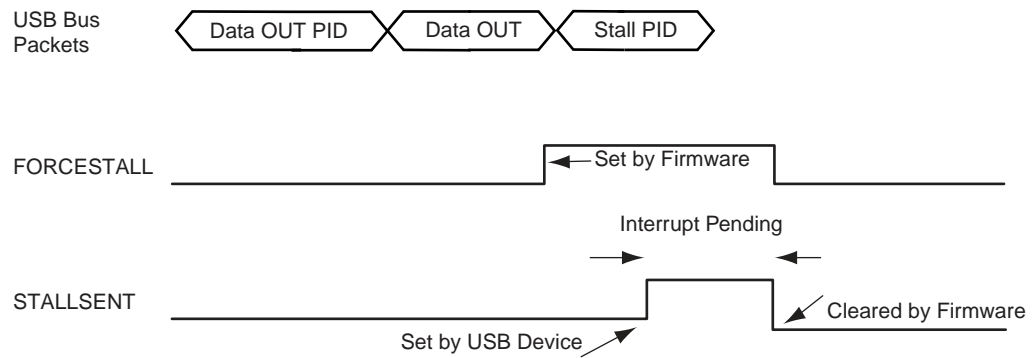 USB Bus
Packets
Data OUT PID
Data OUT
Stall PID
FORCESTALL
Set by Firmware
Interrupt Pending
STALLSENT
Cleared by Firmware
Set by USB Device